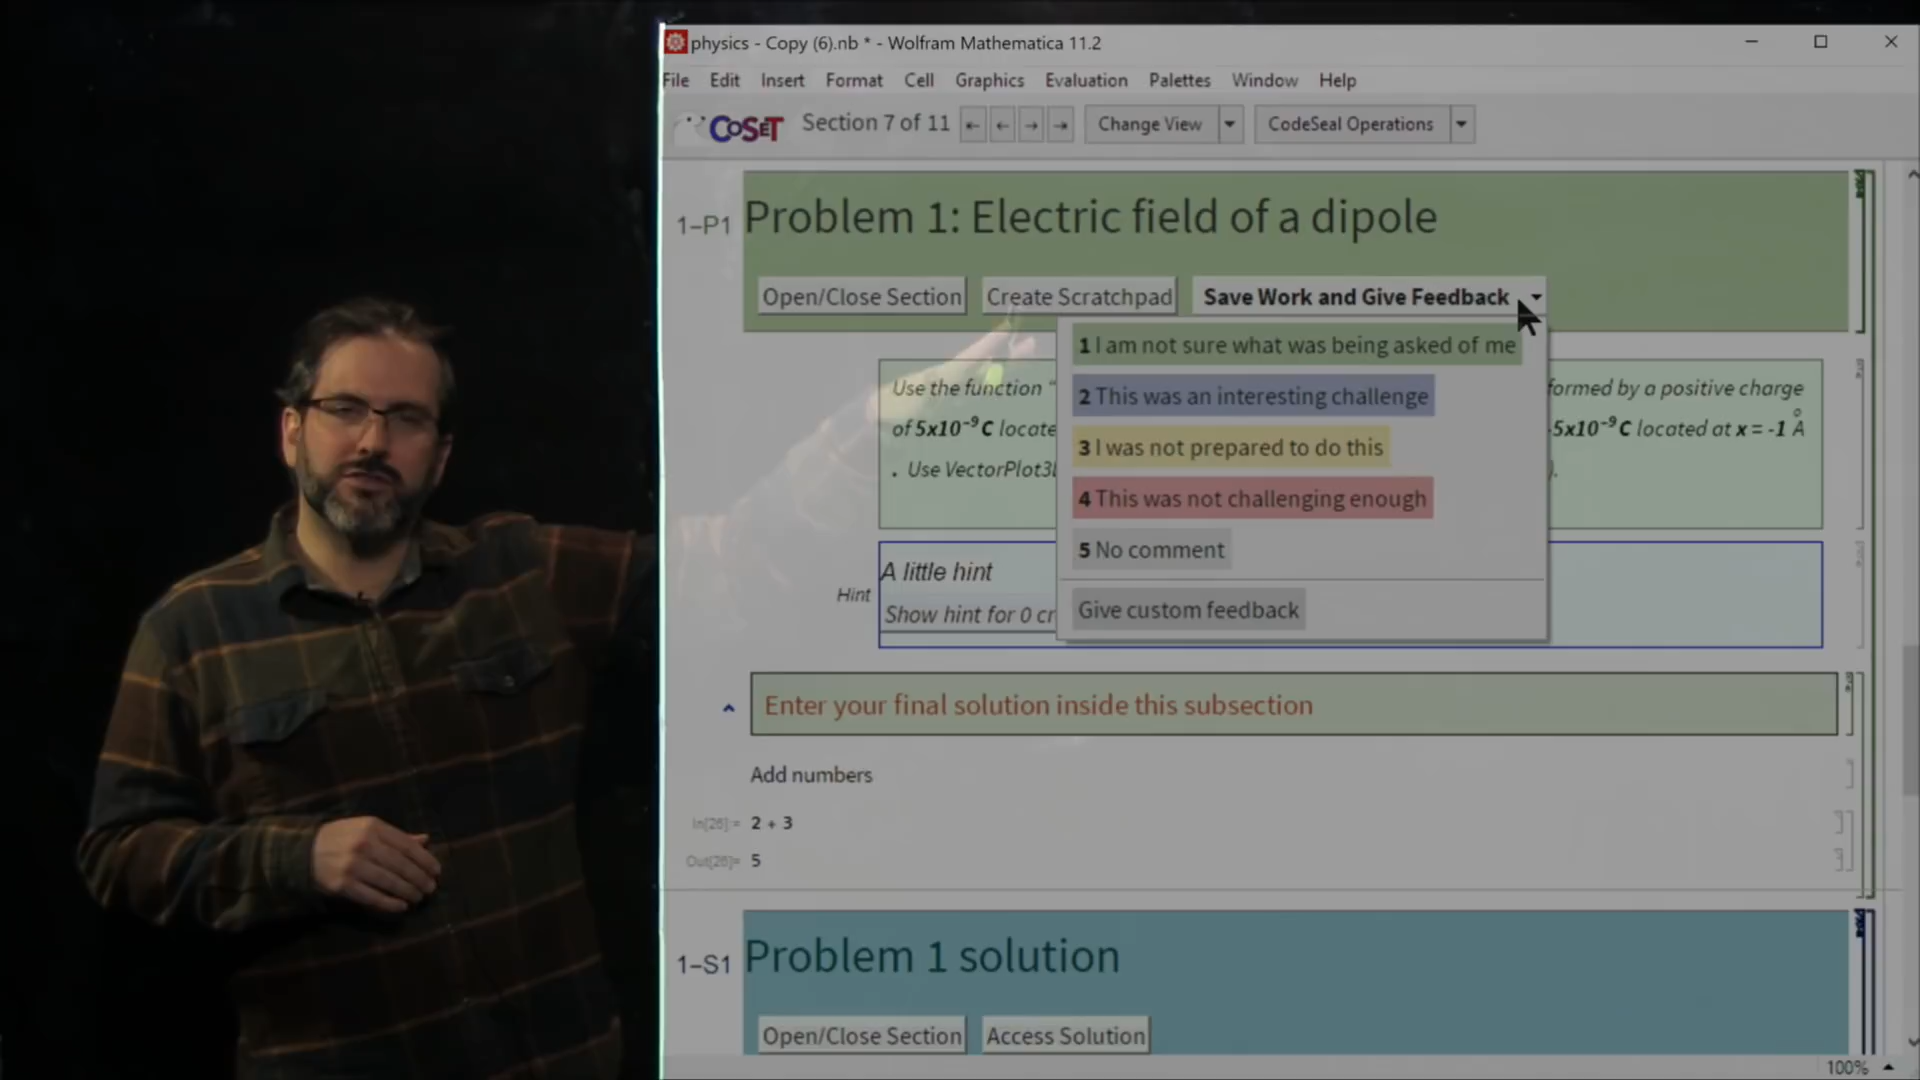 physics - Copy (6).nb * - Wolfram Mathematica 11.2
File Edit Insert Format Cell Graphics Evaluation Palettes Window Help
COSET Section 7 of 11 Change View CodeSeal Operations
1-P1 Problem 1: Electric field of a dipole
Open/Close Section Create Scratchpad Save Work and Give Feedback
1 I am not sure what was being asked of me
2 This was an interesting challenge
3 I was not prepared to do this
4 This was not challenging enough
5 No comment
Give custom feedback
Use the function " formed by a positive charge
of 5x10⁻⁹C locate 5x10⁻⁹C located at x = -1 Å
. Use VectorPlot3 ).
Hint
A little hint
Show hint for 0 cr
Enter your final solution inside this subsection
Add numbers
In[26]:= 2 + 3
Out[26]= 5
1-S1 Problem 1 solution
Open/Close Section Access Solution
100%